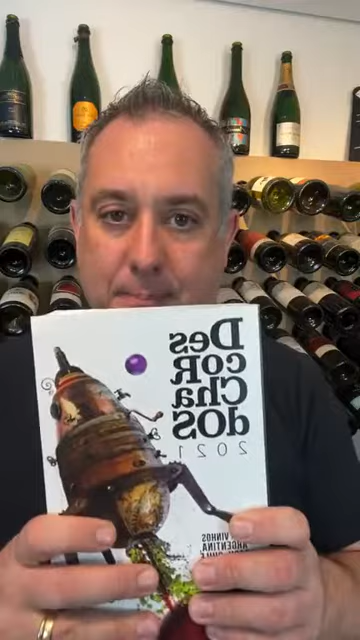 Des
coR
Cha
dos
2021
VINHOS
ARGENTINA,